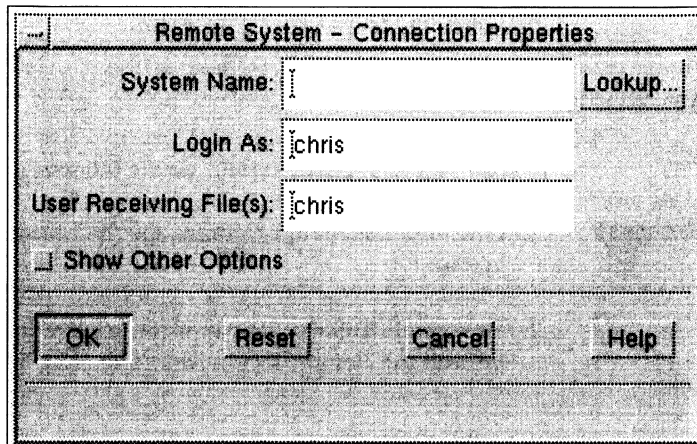 Remote System - Connection Properties
System Name:
Lookup...
Login As: chris
User Receiving File(s): chris
Show Other Options
OK Reset Cancel Help